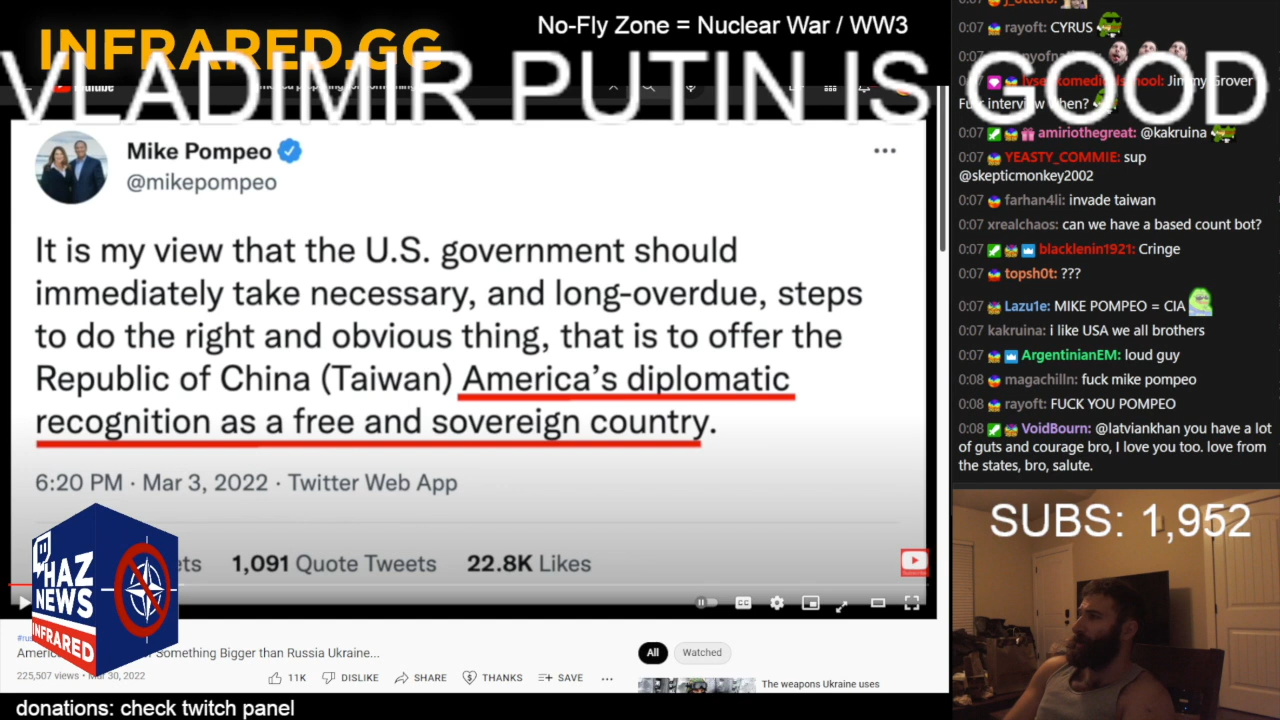 INFRARED.GG
No-Fly Zone = Nuclear War / WW3
VLADIMIR PUTIN IS GOOD
Mike Pompeo
@mikepompeo
It is my view that the U.S. government should
immediately take necessary, and long-overdue, steps
to do the right and obvious thing, that is to offer the
Republic of China (Taiwan) America's diplomatic
recognition as a free and sovereign country.
6:20 PM · Mar 3, 2022 · Twitter Web App
1,091 Quote Tweets 22.8K Likes
HAZ
NEWS
INFRARED
Something Bigger than Russia Ukraine...
225,507 views
30, 2022
11K DISLIKE SHARE THANKS SAVE
All Watched
The weapons Ukraine uses
donations: check twitch panel
0:07 rayoft: CYRUS
Grover
interview when?
0:07 amiriothegreat: @kakruina
0:07 YEASTY_COMMIE: sup
@skepticmonkey2002
0:07 farhan4li: invade taiwan
0:07 xrealchaos: can we have a based count bot?
0:07 blacklenin1921: Cringe
0:07 topsh0t: ???
0:07 Lazu1e: MIKE POMPEO = CIA
0:07 kakruina: i like USA we all brothers
0:07 ArgentinianEM: loud guy
0:08 magachilln: fuck mike pompeo
0:08 rayoft: FUCK YOU POMPEO
0:08 VoidBourn: @latviankhan you have a lot
of guts and courage bro, I love you too. love from
the states, bro, salute.
SUBS: 1,952